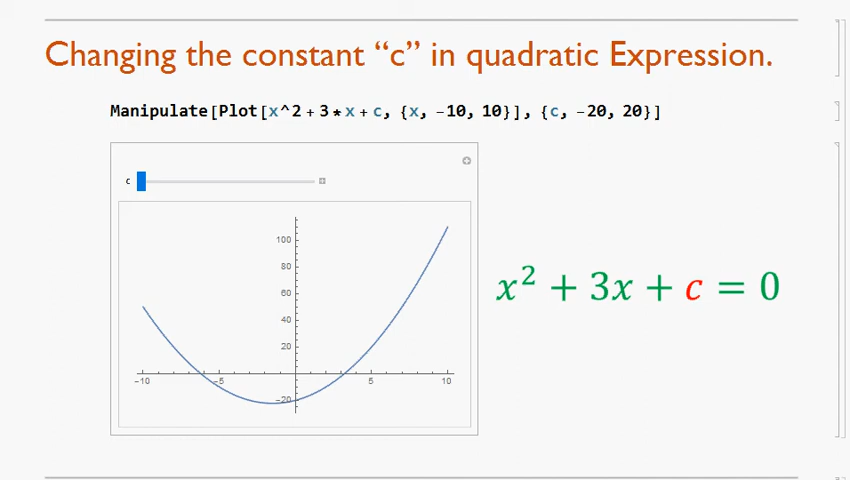 Changing the constant “c” in quadratic Expression.
Manipulate[Plot[x^2 + 3*x + c, {x, -10, 10}], {c, -20, 20}]
c
100
80
60
40
20
-10 -5 5 10
-20
x² + 3x + c = 0